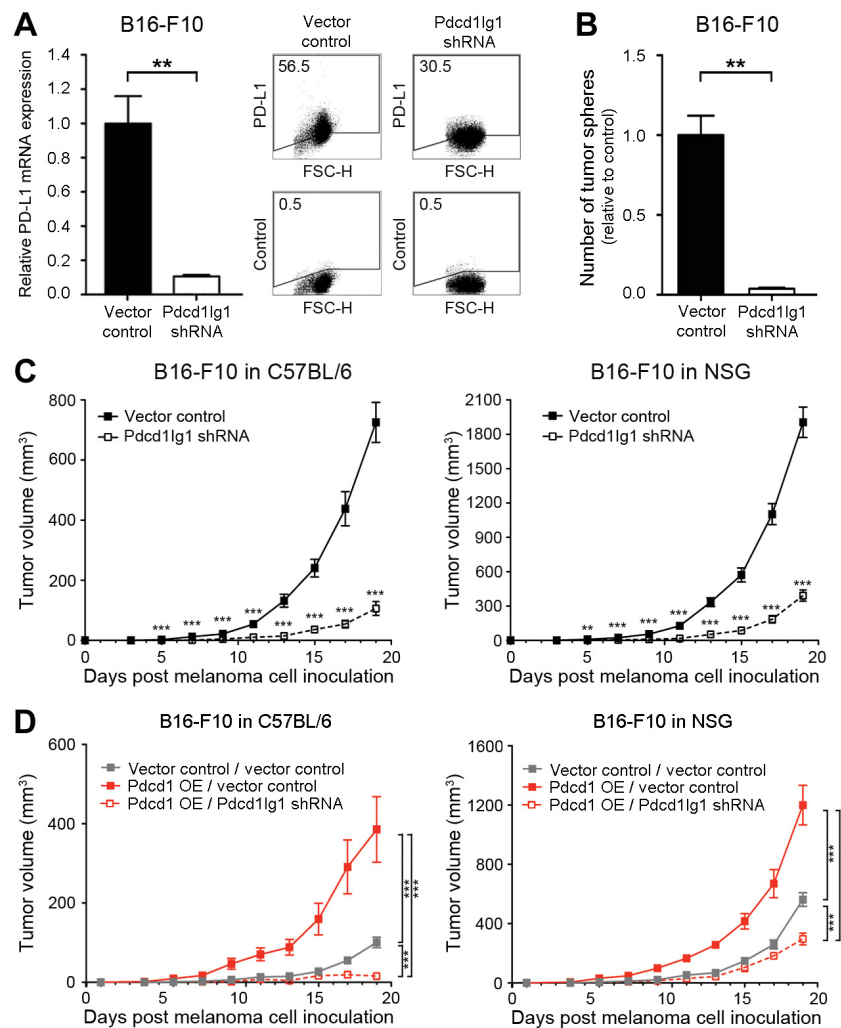 A
B16-F10
Relative PD-L1 mRNA expression
1.4
1.2
1.0
0.8
0.6
0.4
0.2
0.0
**
Vector
control
Pdcd1lg1
shRNA
Vector
control
Pdcd1lg1
shRNA
56.5
PD-L1
FSC-H
30.5
PD-L1
FSC-H
0.5
Control
FSC-H
0.5
Control
FSC-H
B
B16-F10
Number of tumor spheres
(relative to control)
1.5
1.0
0.5
0.0
**
Vector
control
Pdcd1lg1
shRNA
C
B16-F10 in C57BL/6
Tumor volume (mm³)
800
600
400
200
0
Vector control
Pdcd1lg1 shRNA
*** *** *** *** *** *** *** ***
0 5 10 15 20
Days post melanoma cell inoculation
B16-F10 in NSG
Tumor volume (mm³)
2100
1800
1500
1200
900
600
300
0
Vector control
Pdcd1lg1 shRNA
** *** *** *** *** *** *** ***
0 5 10 15 20
Days post melanoma cell inoculation
D
B16-F10 in C57BL/6
Tumor volume (mm³)
600
400
200
0
Vector control / vector control
Pdcd1 OE / vector control
Pdcd1 OE / Pdcd1lg1 shRNA
***
***
***
0 5 10 15 20
Days post melanoma cell inoculation
B16-F10 in NSG
Tumor volume (mm³)
1600
1200
800
400
0
Vector control / vector control
Pdcd1 OE / vector control
Pdcd1 OE / Pdcd1lg1 shRNA
***
***
0 5 10 15 20
Days post melanoma cell inoculation